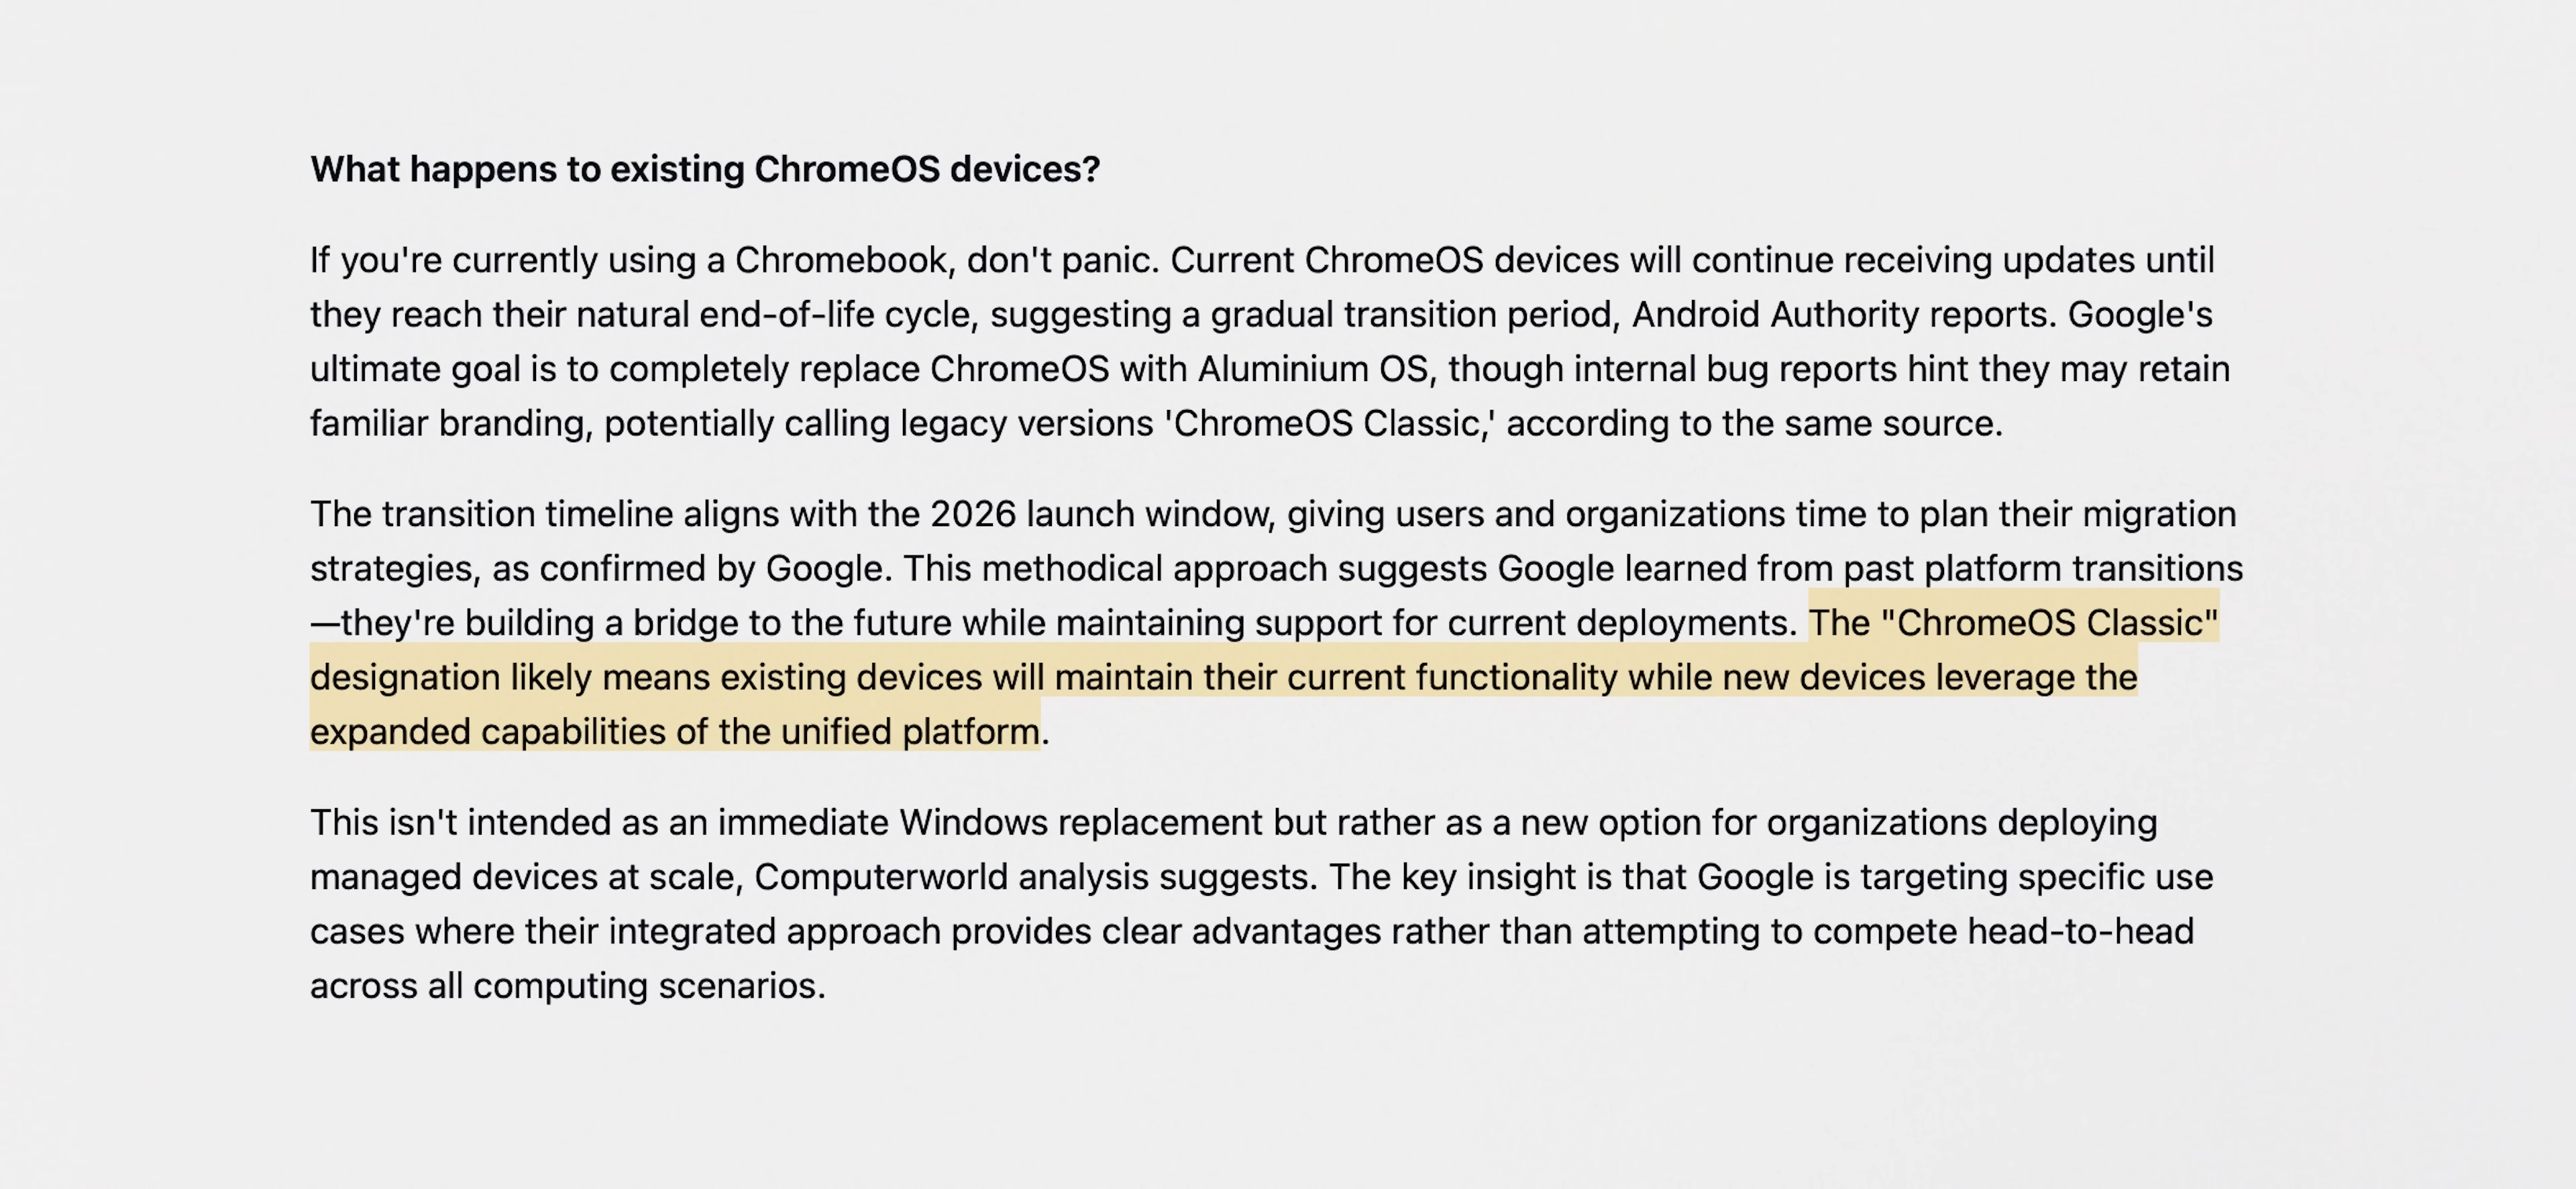 What happens to existing ChromeOS devices?
If you're currently using a Chromebook, don't panic. Current ChromeOS devices will continue receiving updates until
they reach their natural end-of-life cycle, suggesting a gradual transition period, Android Authority reports. Google's
ultimate goal is to completely replace ChromeOS with Aluminium OS, though internal bug reports hint they may retain
familiar branding, potentially calling legacy versions 'ChromeOS Classic,' according to the same source.
The transition timeline aligns with the 2026 launch window, giving users and organizations time to plan their migration
strategies, as confirmed by Google. This methodical approach suggests Google learned from past platform transitions
—they're building a bridge to the future while maintaining support for current deployments. The "ChromeOS Classic"
designation likely means existing devices will maintain their current functionality while new devices leverage the
expanded capabilities of the unified platform.
This isn't intended as an immediate Windows replacement but rather as a new option for organizations deploying
managed devices at scale, Computerworld analysis suggests. The key insight is that Google is targeting specific use
cases where their integrated approach provides clear advantages rather than attempting to compete head-to-head
across all computing scenarios.